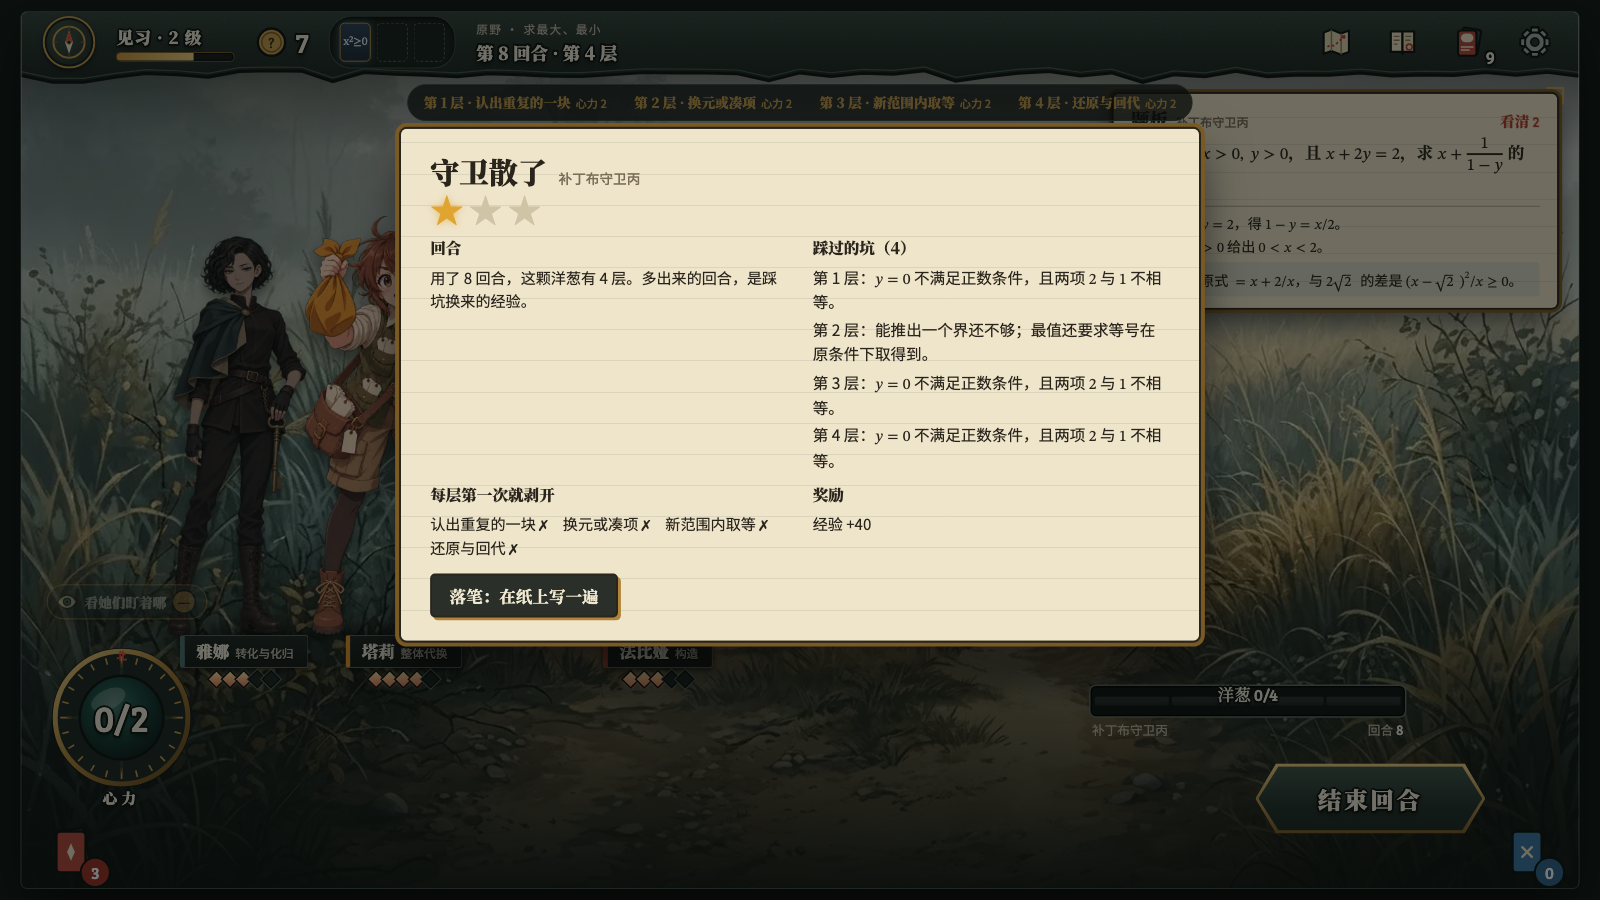 见习 · 2 级
7
x²≥0
原野 · 求最大、最小
第 8 回合 · 第 4 层
9
第 1 层 · 认出重复的一块 心力 2
第 2 层 · 换元或凑项 心力 2
第 3 层 · 新范围内取等 心力 2
第 4 层 · 还原与回代 心力 2
补丁布守卫丙
看清 2
x > 0, y > 0，且 x + 2y = 2，求 x + 1/(1 − y) 的
y = 2，得 1 − y = x/2。
> 0 给出 0 < x < 2。
原式 = x + 2/x，与 2√2 的差是 (x − √2)²/x ≥ 0。
守卫散了 补丁布守卫丙
回合
用了 8 回合，这颗洋葱有 4 层。多出来的回合，是踩
坑换来的经验。
踩过的坑（4）
第 1 层：y = 0 不满足正数条件，且两项 2 与 1 不相
等。
第 2 层：能推出一个界还不够；最值还要求等号在
原条件下取得到。
第 3 层：y = 0 不满足正数条件，且两项 2 与 1 不相
等。
第 4 层：y = 0 不满足正数条件，且两项 2 与 1 不相
等。
每层第一次就剥开
认出重复的一块✗ 换元或凑项✗ 新范围内取等✗
还原与回代✗
奖励
经验 +40
落笔：在纸上写一遍
看她们盯着哪
雅娜 转化与化归
塔莉 整体代换
法比娅 构造
0/2
心力
3
洋葱 0/4
补丁布守卫丙
回合 8
结束回合
0